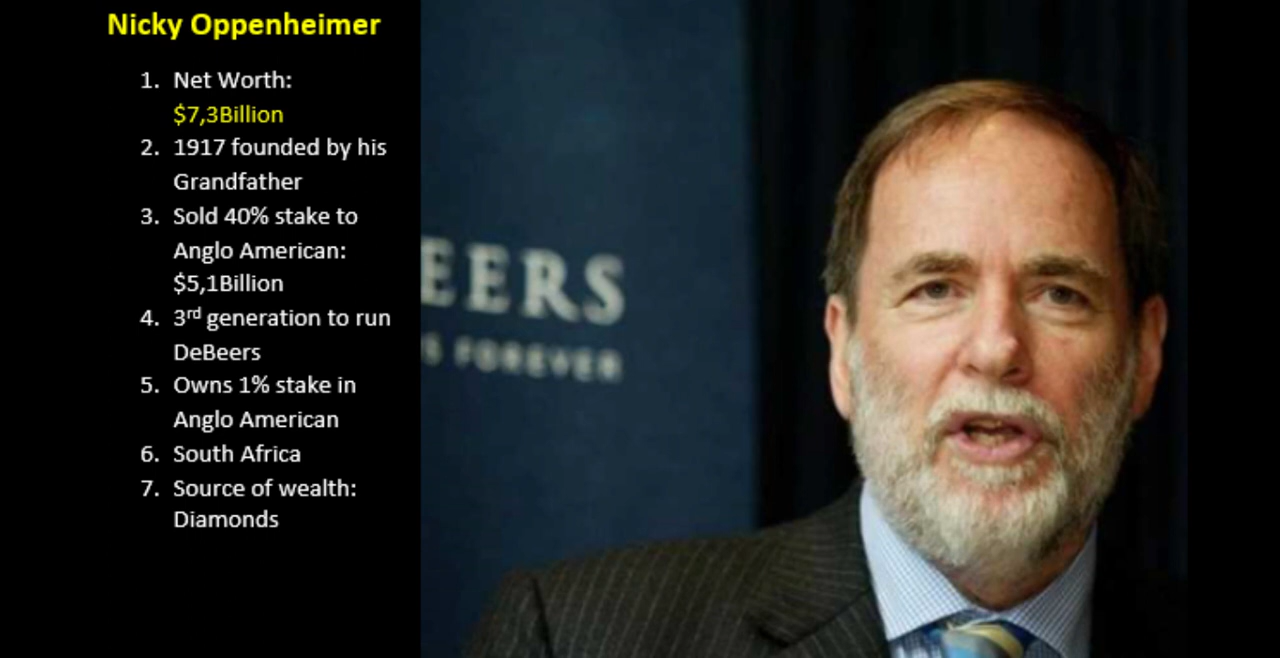 Nicky Oppenheimer
1. Net Worth:
$7,3Billion
2. 1917 founded by his
Grandfather
3. Sold 40% stake to
Anglo American:
$5,1Billion
4. 3rd generation to run
DeBeers
5. Owns 1% stake in
Anglo American
6. South Africa
7. Source of wealth:
Diamonds
EERS
S FOREVER